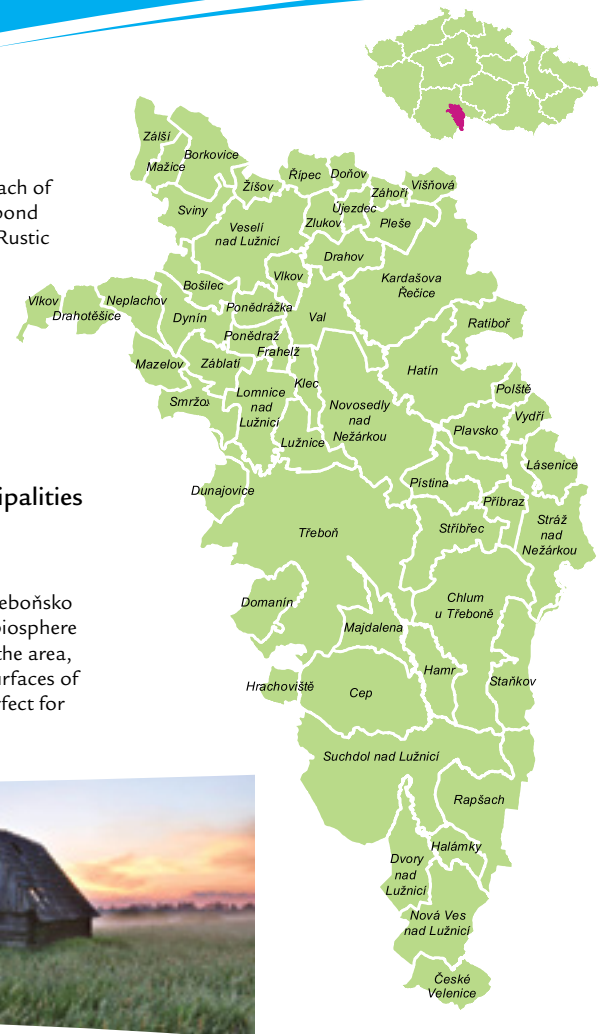 ach of
pond
Rustic
ipalities
eboňsko
piosphere
the area,
urfaces of
rfect for
Zálší
Mažice
Borkovice
Žíšov
Řípec
Doňov
Záhoří
Višňová
Sviny
Veselí
nad Lužnicí
Zlukov
Újezdec
Pleše
Drahov
Kardašova
Řečice
Vlkov
Bošilec
Ponědrážka
Val
Vlkov
Drahotěšice
Neplachov
Dynín
Ponědraž
Frahelž
Ratiboř
Mazelov
Záblatí
Klec
Hatín
Polště
Smržo
Lomnice
nad
Lužnicí
Novosedly
nad
Nežárkou
Vydří
Plavsko
Lužnice
Lásenice
Dunajovice
Pístina
Příbraz
Stráž
nad
Nežárkou
Třeboň
Stříbřec
Domanín
Chlum
u Třeboně
Majdalena
Hamr
Staňkov
Hrachoviště
Cep
Suchdol nad Lužnicí
Rapšach
Halámky
Dvory
nad
Lužnicí
Nová Ves
nad Lužnicí
České
Velenice